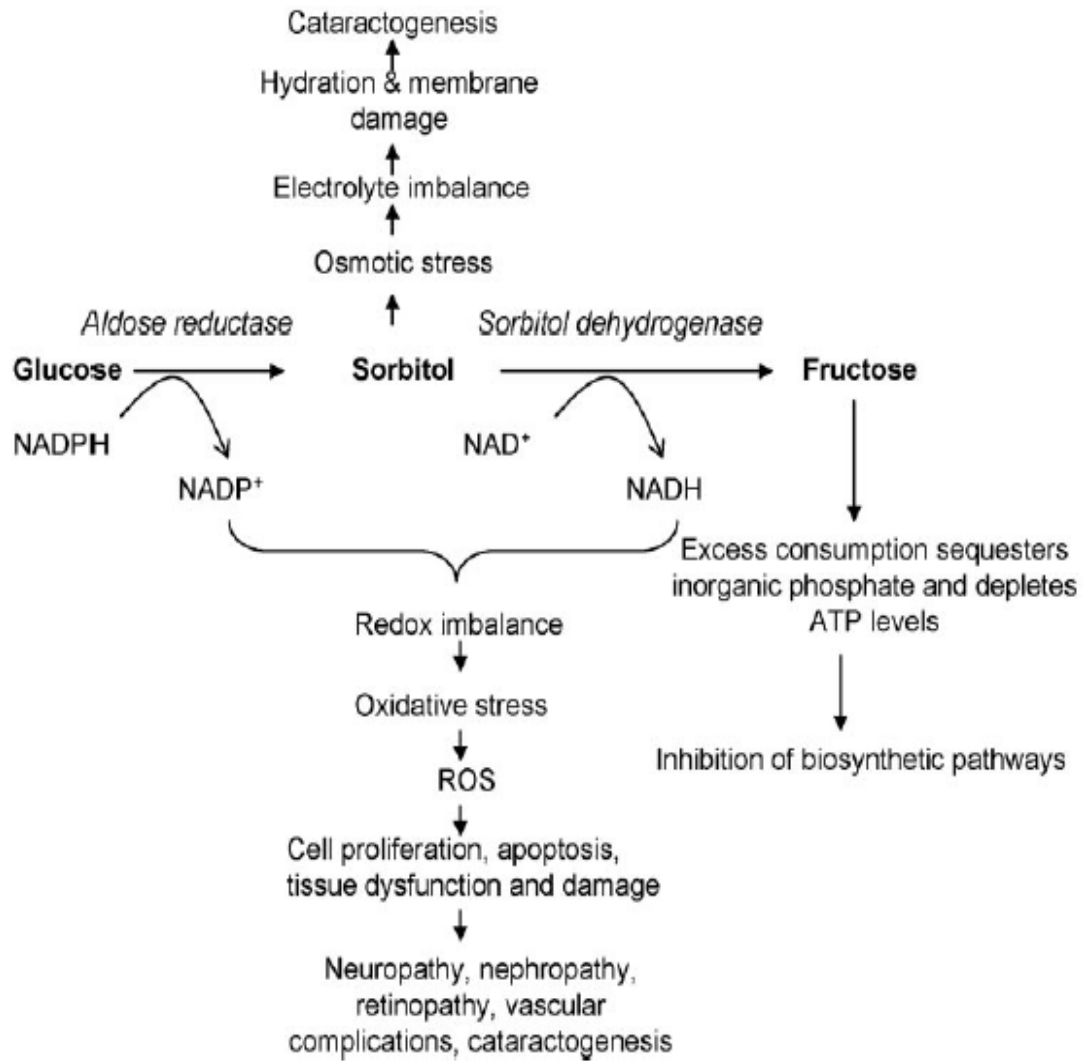 Cataractogenesis
Hydration & membrane
damage
Electrolyte imbalance
Osmotic stress
Aldose reductase
Sorbitol dehydrogenase
Glucose
Sorbitol
Fructose
NADPH
NADP⁺
NAD⁺
NADH
Excess consumption sequesters
inorganic phosphate and depletes
ATP levels
Redox imbalance
Oxidative stress
Inhibition of biosynthetic pathways
ROS
Cell proliferation, apoptosis,
tissue dysfunction and damage
Neuropathy, nephropathy,
retinopathy, vascular
complications, cataractogenesis